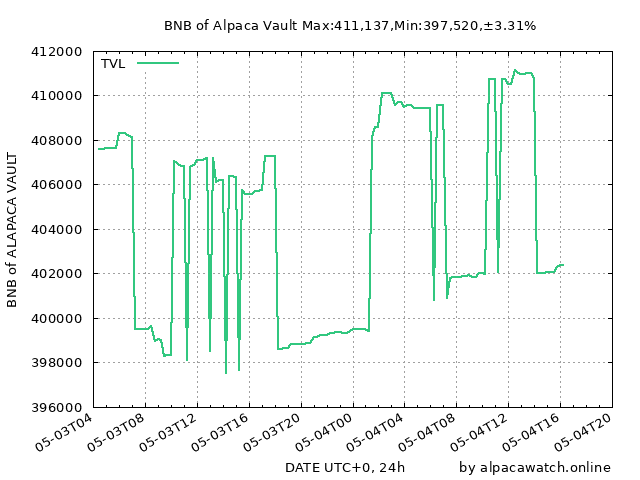 BNB of Alpaca Vault Max:411,137,Min:397,520,±3.31%
412000
TVL
410000
408000
406000
404000
402000
400000
398000
396000
BNB of ALAPACA VAULT
05-03T04
05-03T08
05-03T12
05-03T16
05-03T20
05-04T00
05-04T04
05-04T08
05-04T12
05-04T16
05-04T20
DATE UTC+0, 24h
by alpacawatch.online